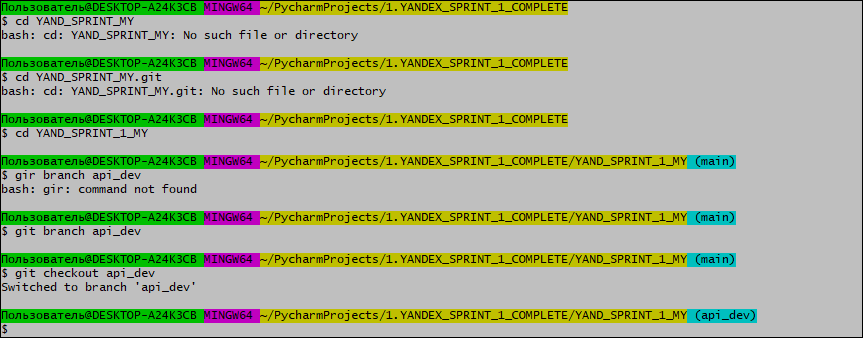 Пользователь@DESKTOP-A24K3CB MINGW64 ~/PycharmProjects/1.YANDEX_SPRINT_1_COMPLETE
$ cd YAND_SPRINT_MY
bash: cd: YAND_SPRINT_MY: No such file or directory
Пользователь@DESKTOP-A24K3CB MINGW64 ~/PycharmProjects/1.YANDEX_SPRINT_1_COMPLETE
$ cd YAND_SPRINT_MY.git
bash: cd: YAND_SPRINT_MY.git: No such file or directory
Пользователь@DESKTOP-A24K3CB MINGW64 ~/PycharmProjects/1.YANDEX_SPRINT_1_COMPLETE
$ cd YAND_SPRINT_1_MY
Пользователь@DESKTOP-A24K3CB MINGW64 ~/PycharmProjects/1.YANDEX_SPRINT_1_COMPLETE/YAND_SPRINT_1_MY (main)
$ gir branch api_dev
bash: gir: command not found
Пользователь@DESKTOP-A24K3CB MINGW64 ~/PycharmProjects/1.YANDEX_SPRINT_1_COMPLETE/YAND_SPRINT_1_MY (main)
$ git branch api_dev
Пользователь@DESKTOP-A24K3CB MINGW64 ~/PycharmProjects/1.YANDEX_SPRINT_1_COMPLETE/YAND_SPRINT_1_MY (main)
$ git checkout api_dev
Switched to branch 'api_dev'
Пользователь@DESKTOP-A24K3CB MINGW64 ~/PycharmProjects/1.YANDEX_SPRINT_1_COMPLETE/YAND_SPRINT_1_MY (api_dev)
$